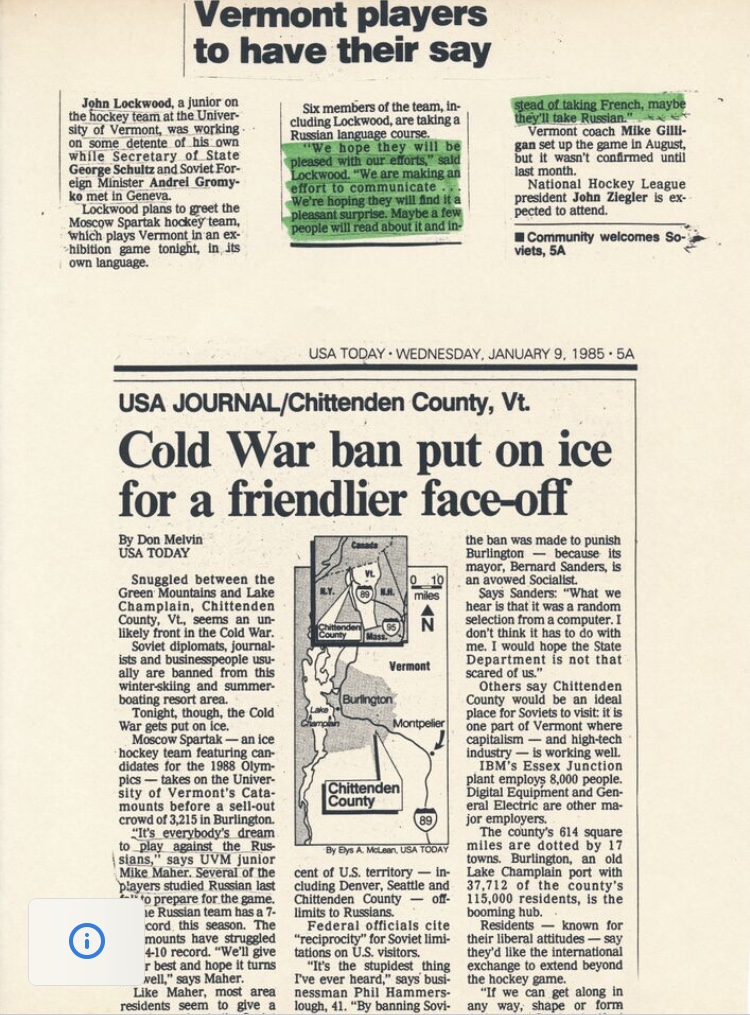 Vermont players
to have their say
John Lockwood, a junior on
the hockey team at the Univer-
sity of Vermont, was working
on some detente of his own
while Secretary of State
George Schultz and Soviet For-
eign Minister Andrei Gromy-
ko met in Geneva.
Lockwood plans to greet the
Moscow Spartak hockey team,
which plays Vermont in an ex-
hibition game tonight, in its
own language.
Six members of the team, in-
cluding Lockwood, are taking a
Russian language course.
"We hope they will be
pleased with our efforts," said
Lockwood. "We are making an
effort to communicate . . .
We're hoping they will find it a
pleasant surprise. Maybe a few
people will read about it and in-
stead of taking French, maybe
they'll take Russian."
Vermont coach Mike Gilli-
gan set up the game in August,
but it wasn't confirmed until
last month.
National Hockey League
president John Ziegler is ex-
pected to attend.
■ Community welcomes So-
viets, 5A
USA TODAY · WEDNESDAY, JANUARY 9, 1985 · 5A
USA JOURNAL/Chittenden County, Vt.
Cold War ban put on ice
for a friendlier face-off
By Don Melvin
USA TODAY
Snuggled between the
Green Mountains and Lake
Champlain, Chittenden
County, Vt., seems an un-
likely front in the Cold War.
Soviet diplomats, journal-
ists and businesspeople usu-
ally are banned from this
winter-skiing and summer-
boating resort area.
Tonight, though, the Cold
War gets put on ice.
Moscow Spartak — an ice
hockey team featuring can-
didates for the 1988 Olym-
pics — takes on the Univer-
sity of Vermont's Cata-
mounts before a sell-out
crowd of 3,215 in Burlington.
"It's everybody's dream
to play against the Rus-
sians," says UVM junior
Mike Maher. Several of the
players studied Russian last
to prepare for the game.
Russian team has a 7-
this season. The
have struggled
4-10 record. "We'll give
best and hope it turns
well," says Maher.
Like Maher, most area
residents seem to give a
Canada
Vt.
N.Y.
89
N.H.
Chittenden
County
Mass.
95
0 10
miles
N
Vermont
Burlington
Lake
Champlain
Montpelier
Chittenden
County
89
By Elys A. McLean, USA TODAY
cent of U.S. territory — in-
cluding Denver, Seattle and
Chittenden County — off-
limits to Russians.
Federal officials cite
"reciprocity" for Soviet limi-
tations on U.S. visitors.
"It's the stupidest thing
I've ever heard," says busi-
nessman Phil Hammers-
lough, 41. "By banning Sovi-
the ban was made to punish
Burlington — because its
mayor, Bernard Sanders, is
an avowed Socialist.
Says Sanders: "What we
hear is that it was a random
selection from a computer. I
don't think it has to do with
me. I would hope the State
Department is not that
scared of us."
Others say Chittenden
County would be an ideal
place for Soviets to visit: it is
one part of Vermont where
capitalism — and high-tech
industry — is working well.
IBM's Essex Junction
plant employs 8,000 people.
Digital Equipment and Gen-
eral Electric are other ma-
jor employers.
The county's 614 square
miles are dotted by 17
towns. Burlington, an old
Lake Champlain port with
37,712 of the county's
115,000 residents, is the
booming hub.
Residents — known for
their liberal attitudes — say
they'd like the international
exchange to extend beyond
the hockey game.
"If we can get along in
any way, shape or form